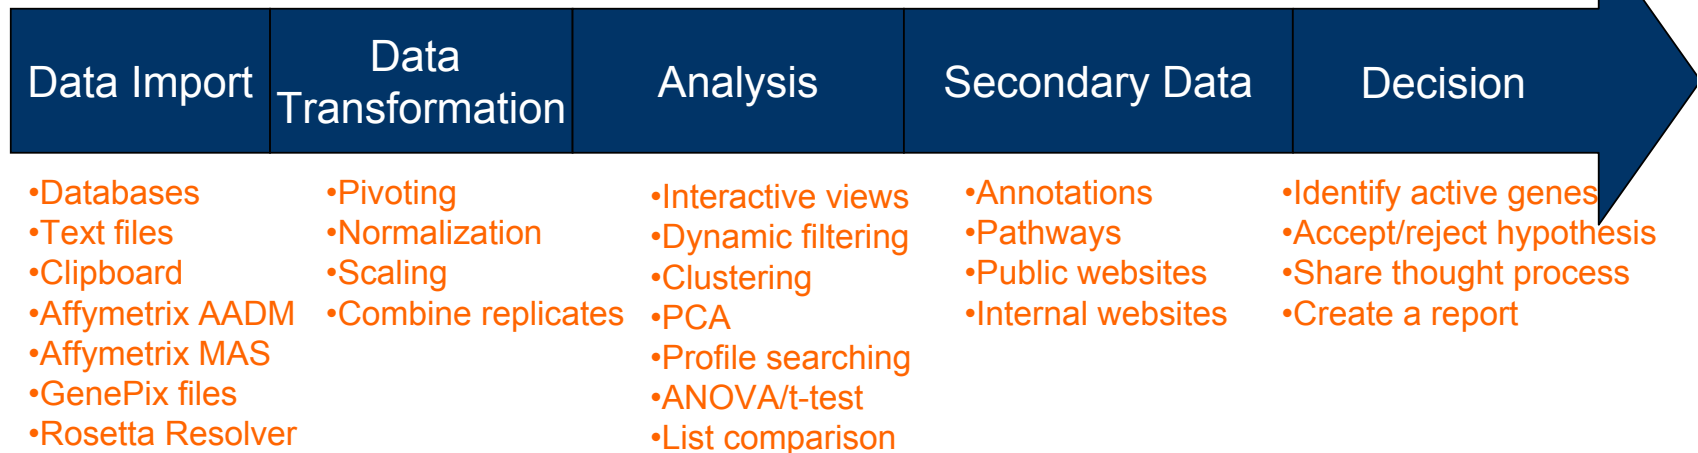 Data Import
Data
Transformation
Analysis
Secondary Data
Decision
•Databases
•Text files
•Clipboard
•Affymetrix AADM
•Affymetrix MAS
•GenePix files
•Rosetta Resolver
•Pivoting
•Normalization
•Scaling
•Combine replicates
•Interactive views
•Dynamic filtering
•Clustering
•PCA
•Profile searching
•ANOVA/t-test
•List comparison
•Annotations
•Pathways
•Public websites
•Internal websites
•Identify active genes
•Accept/reject hypothesis
•Share thought process
•Create a report